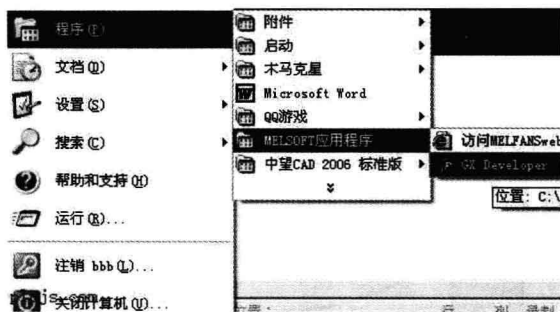 程序(P)
文档(D)
设置(S)
搜索(C)
帮助和支持(H)
运行(R)...
注销 bbb(L)...
关闭计算机(U)...
附件
启动
木马克星
Microsoft Word
QQ游戏
MELSOFT应用程序
中望CAD 2006 标准版
访问MELFANSweb
GX Developer
位置: C:\